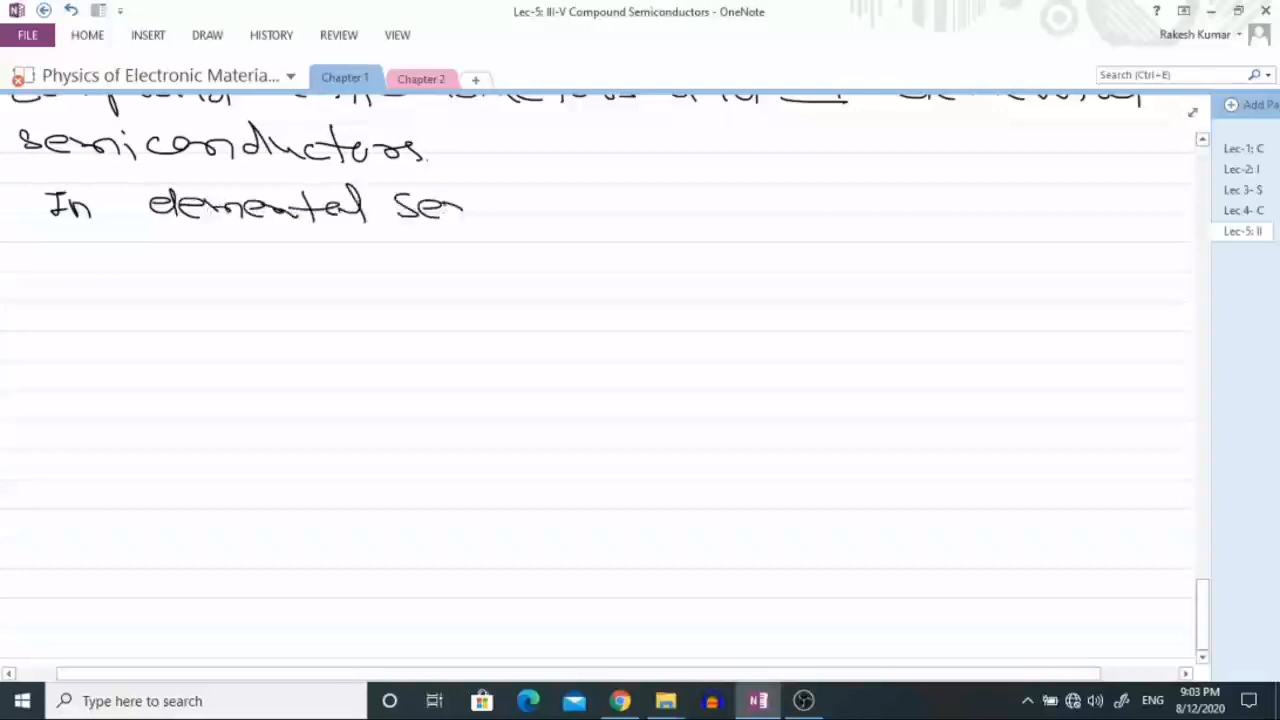 Lec-5: III-V Compound Semiconductors - OneNote
FILE HOME INSERT DRAW HISTORY REVIEW VIEW
Rakesh Kumar
Physics of Electronic Materia... Chapter 1 Chapter 2
Search (Ctrl+E)
Add Pa
semiconductors.
In elemental Sem
Lec-1: C
Lec-2: I
Lec 3- S
Lec 4- C
Lec-5: II
Type here to search
ENG
9:03 PM
8/12/2020